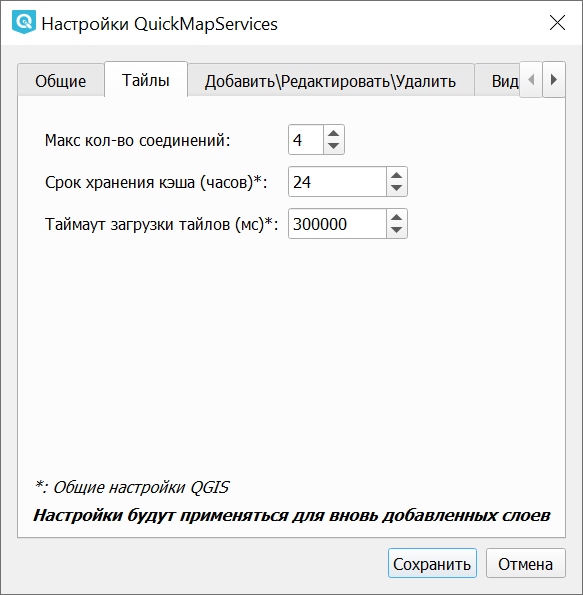 Настройки QuickMapServices
Общие Тайлы Добавить\Редактировать\Удалить Вид
Макс кол-во соединений: 4
Срок хранения кэша (часов)*: 24
Таймаут загрузки тайлов (мс)*: 300000
*: Общие настройки QGIS
Настройки будут применяться для вновь добавленных слоев
Сохранить Отмена